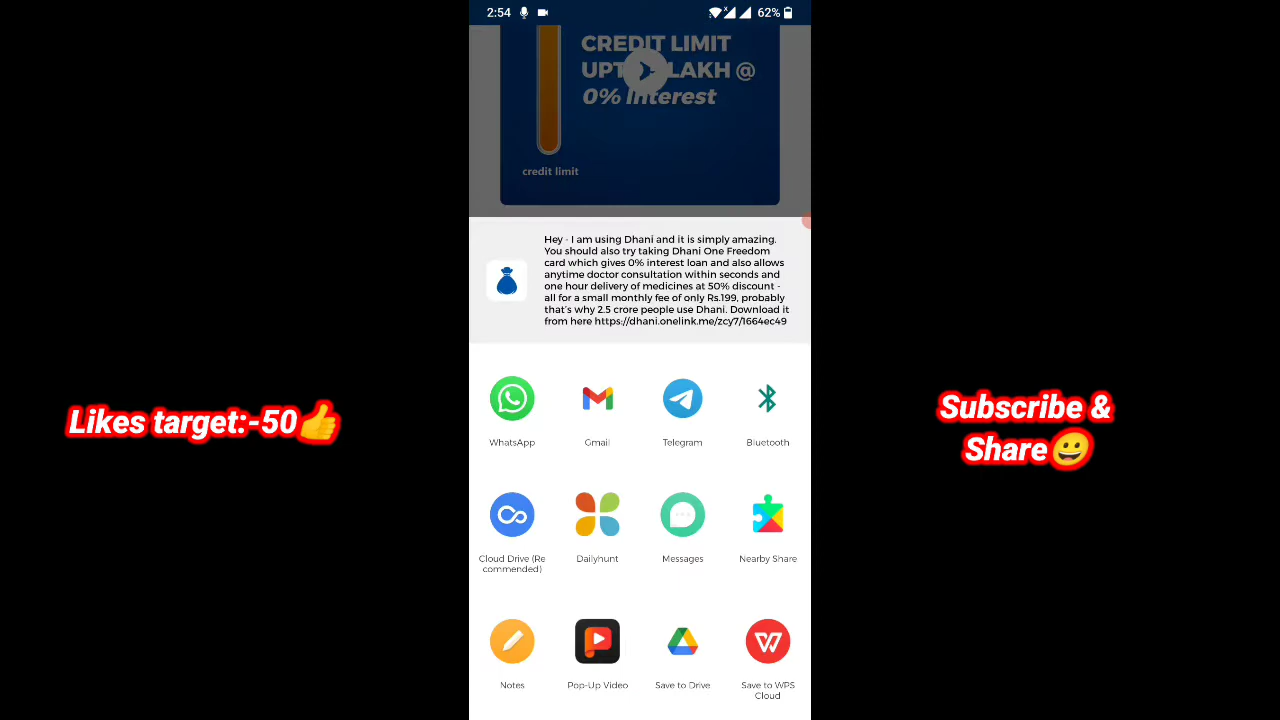 2:54
62%
CREDIT LIMIT
LAKH @
0% Interest
credit limit
Hey - I am using Dhani and it is simply amazing.
You should also try taking Dhani One Freedom
card which gives 0% interest loan and also allows
anytime doctor consultation within seconds and
one hour delivery of medicines at 50% discount -
all for a small monthly fee of only Rs.199, probably
that's why 2.5 crore people use Dhani. Download it
from here https://dhani.onelink.me/zcy7/1664ec49
Likes target:-50👍
Subscribe &
Share😀
WhatsApp
Gmail
Telegram
Bluetooth
Cloud Drive (Re
commended)
Dailyhunt
Messages
Nearby Share
Notes
Pop-Up Video
Save to Drive
Save to WPS
Cloud